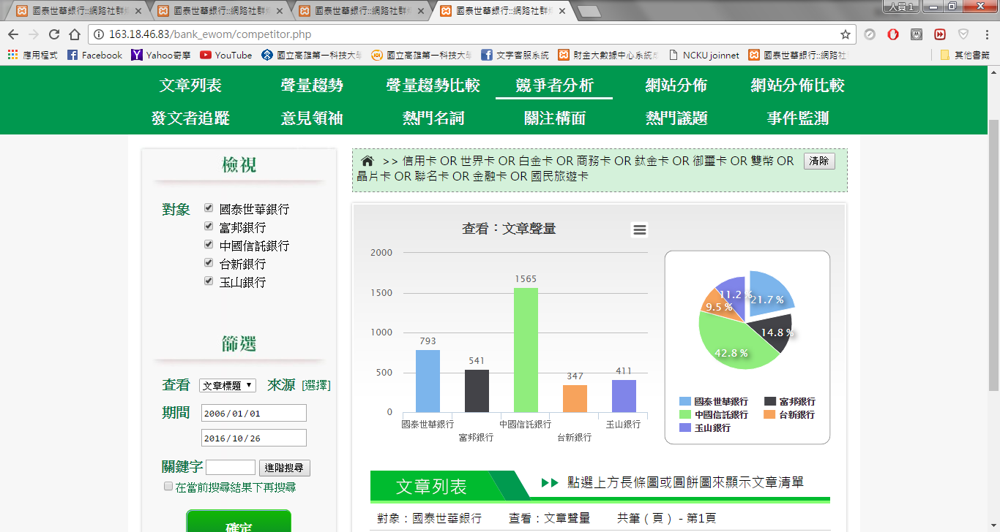 國泰世華銀行::網路社群 國泰世華銀行::網路社群 國泰世華銀行::網路社群 國泰世華銀行::網路社群 人員 1
163.18.46.83/bank_ewom/competitor.php
應用程式 Facebook Yahoo奇摩 YouTube 國立高雄第一科技大學 國立高雄第一科技大學 文字客服系統 財金大數據中心系統 NCKU joinnet 國泰世華銀行::網路社 其他書籤
文章列表 聲量趨勢 聲量趨勢比較 競爭者分析 網站分佈 網站分佈比較
發文者追蹤 意見領袖 熱門名詞 關注構面 熱門議題 事件監測
檢視
對象 國泰世華銀行
富邦銀行
中國信託銀行
台新銀行
玉山銀行
篩選
查看 文章標題 來源 [選擇]
期間 2006/01/01
2016/10/26
關鍵字 進階搜尋
在當前搜尋結果下再搜尋
確定
>> 信用卡 OR 世界卡 OR 白金卡 OR 商務卡 OR 鈦金卡 OR 御璽卡 OR 雙幣 OR 清除
晶片卡 OR 聯名卡 OR 金融卡 OR 國民旅遊卡
查看：文章聲量
2000
1500
1000
500
0
793
541
1565
347
411
國泰世華銀行
富邦銀行
中國信託銀行
台新銀行
玉山銀行
21.7 %
14.8 %
42.8 %
9.5 %
11.2 %
國泰世華銀行 富邦銀行
中國信託銀行 台新銀行
玉山銀行
文章列表 點選上方長條圖或圓餅圖來顯示文章清單
對象：國泰世華銀行 查看：文章聲量 共筆 ( 頁 ) - 第1頁